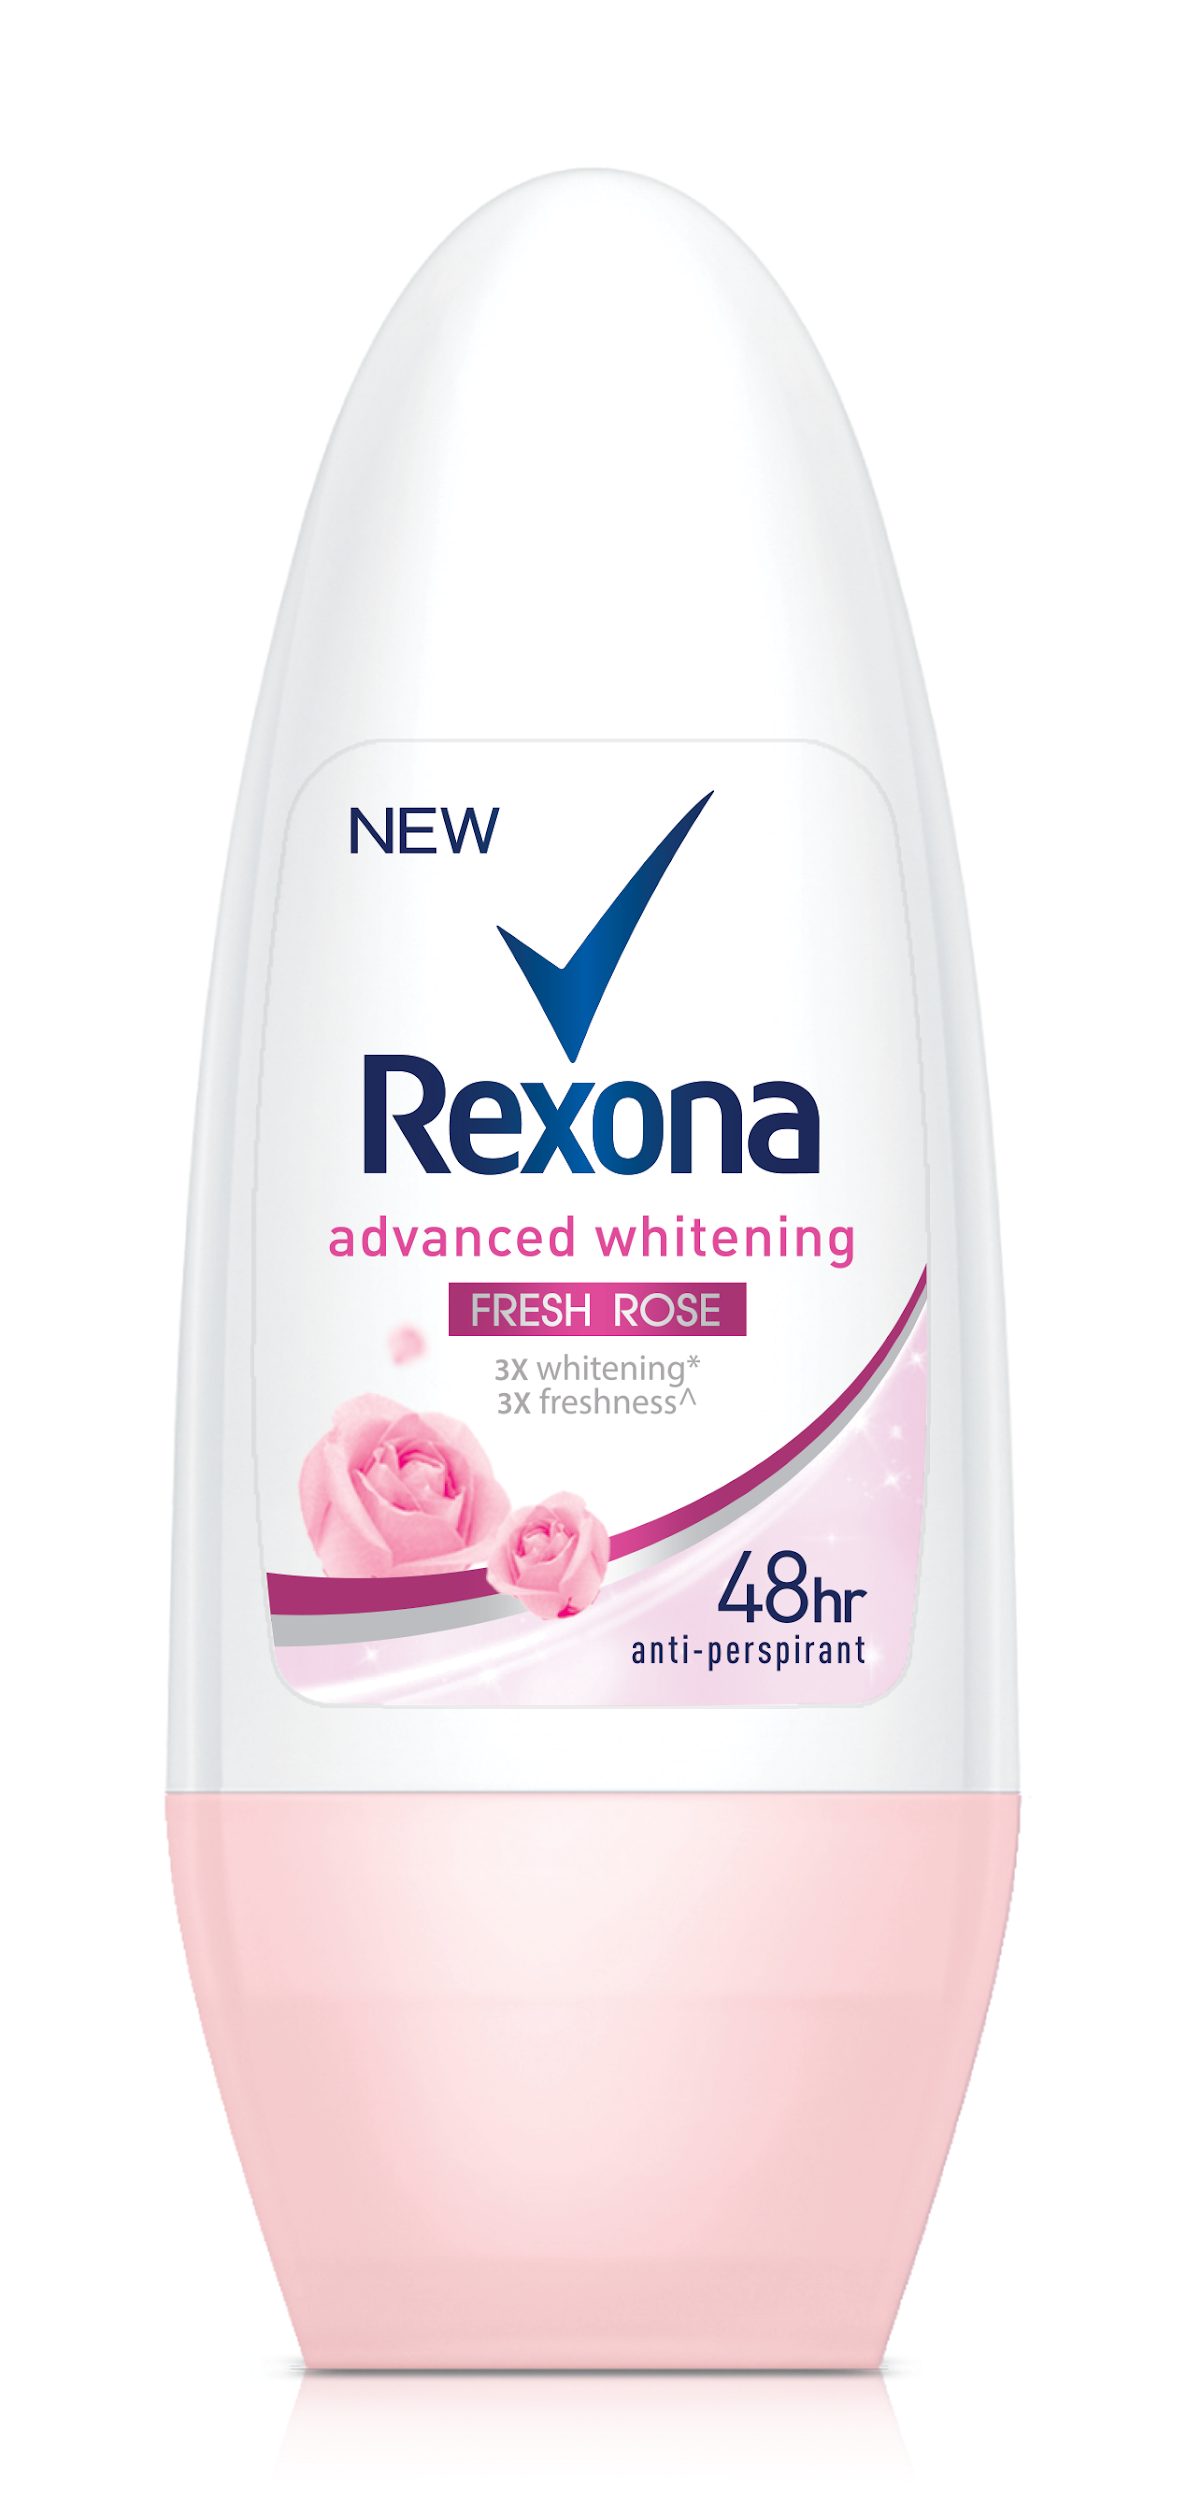 NEW
Rexona
advanced whitening
FRESH ROSE
3X whitening*
3X freshness^
48hr
anti-perspirant